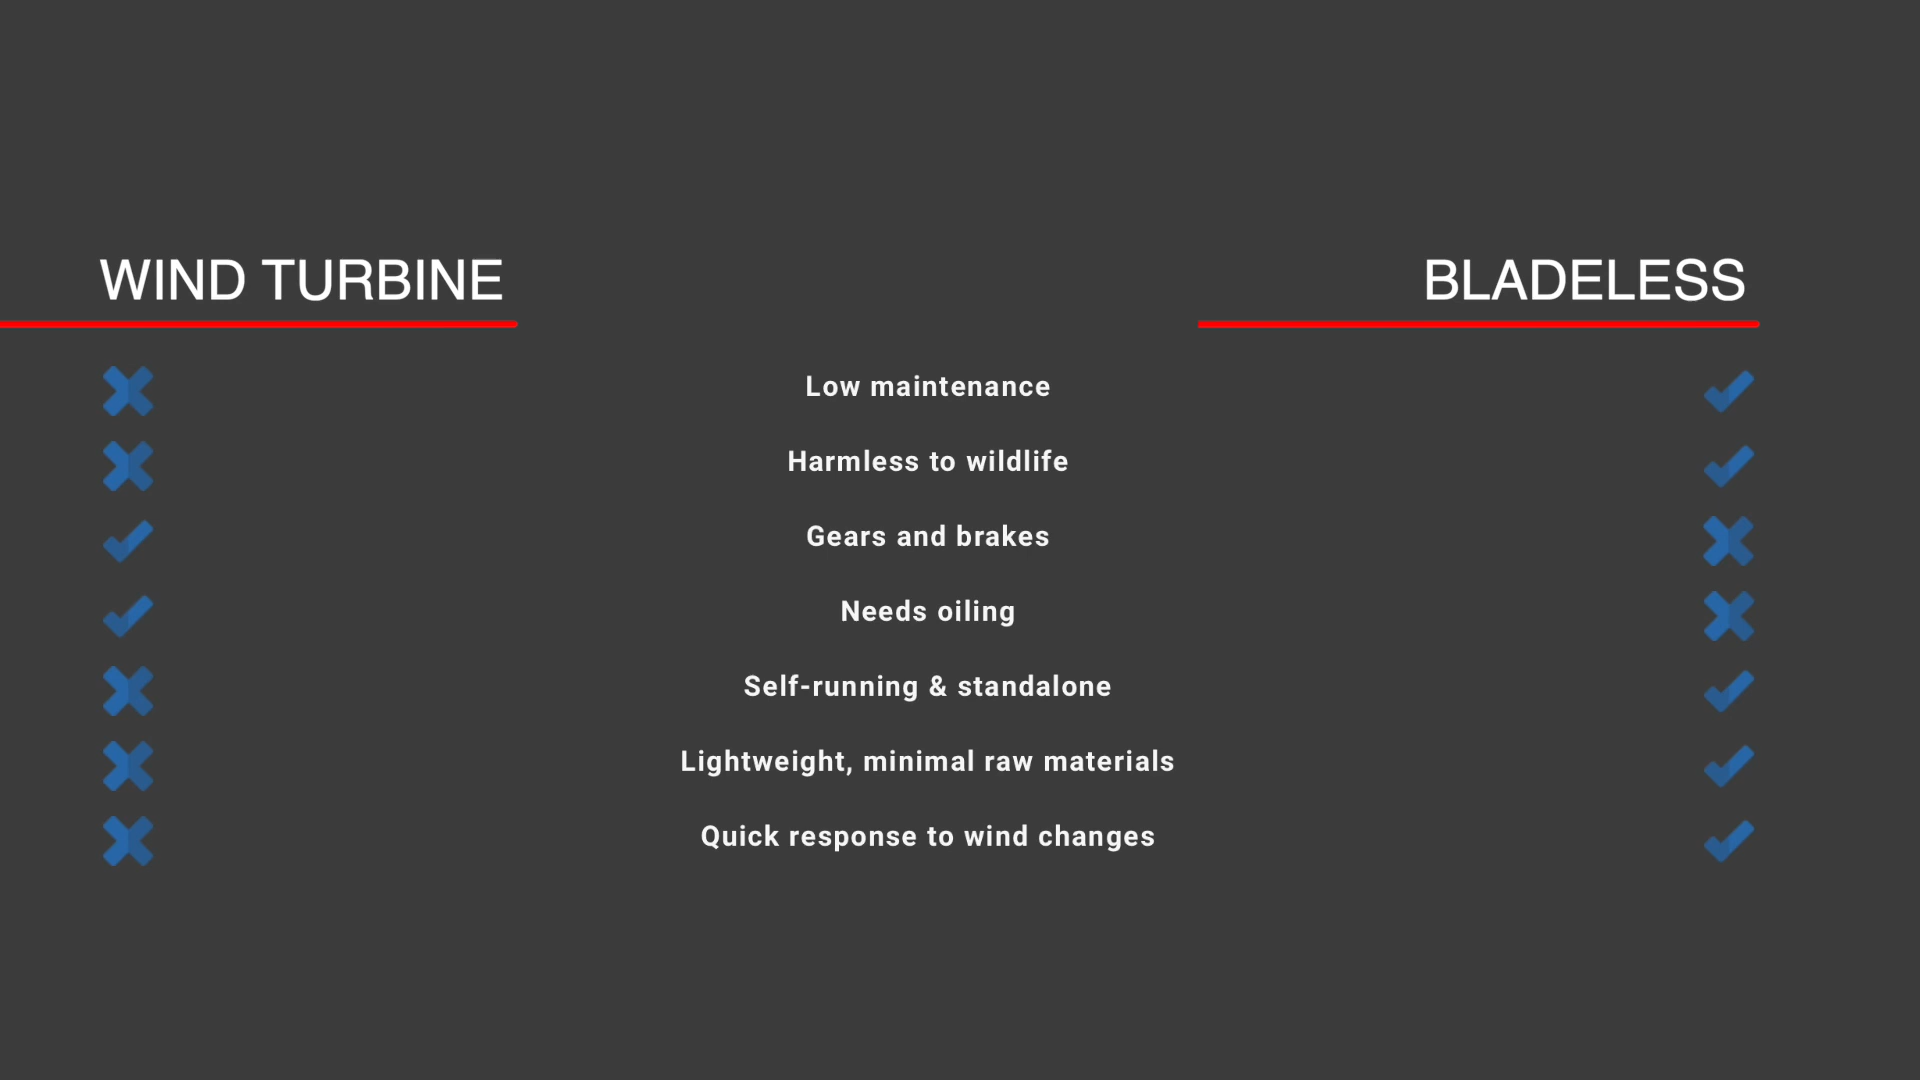 WIND TURBINE
BLADELESS
Low maintenance
Harmless to wildlife
Gears and brakes
Needs oiling
Self-running & standalone
Lightweight, minimal raw materials
Quick response to wind changes